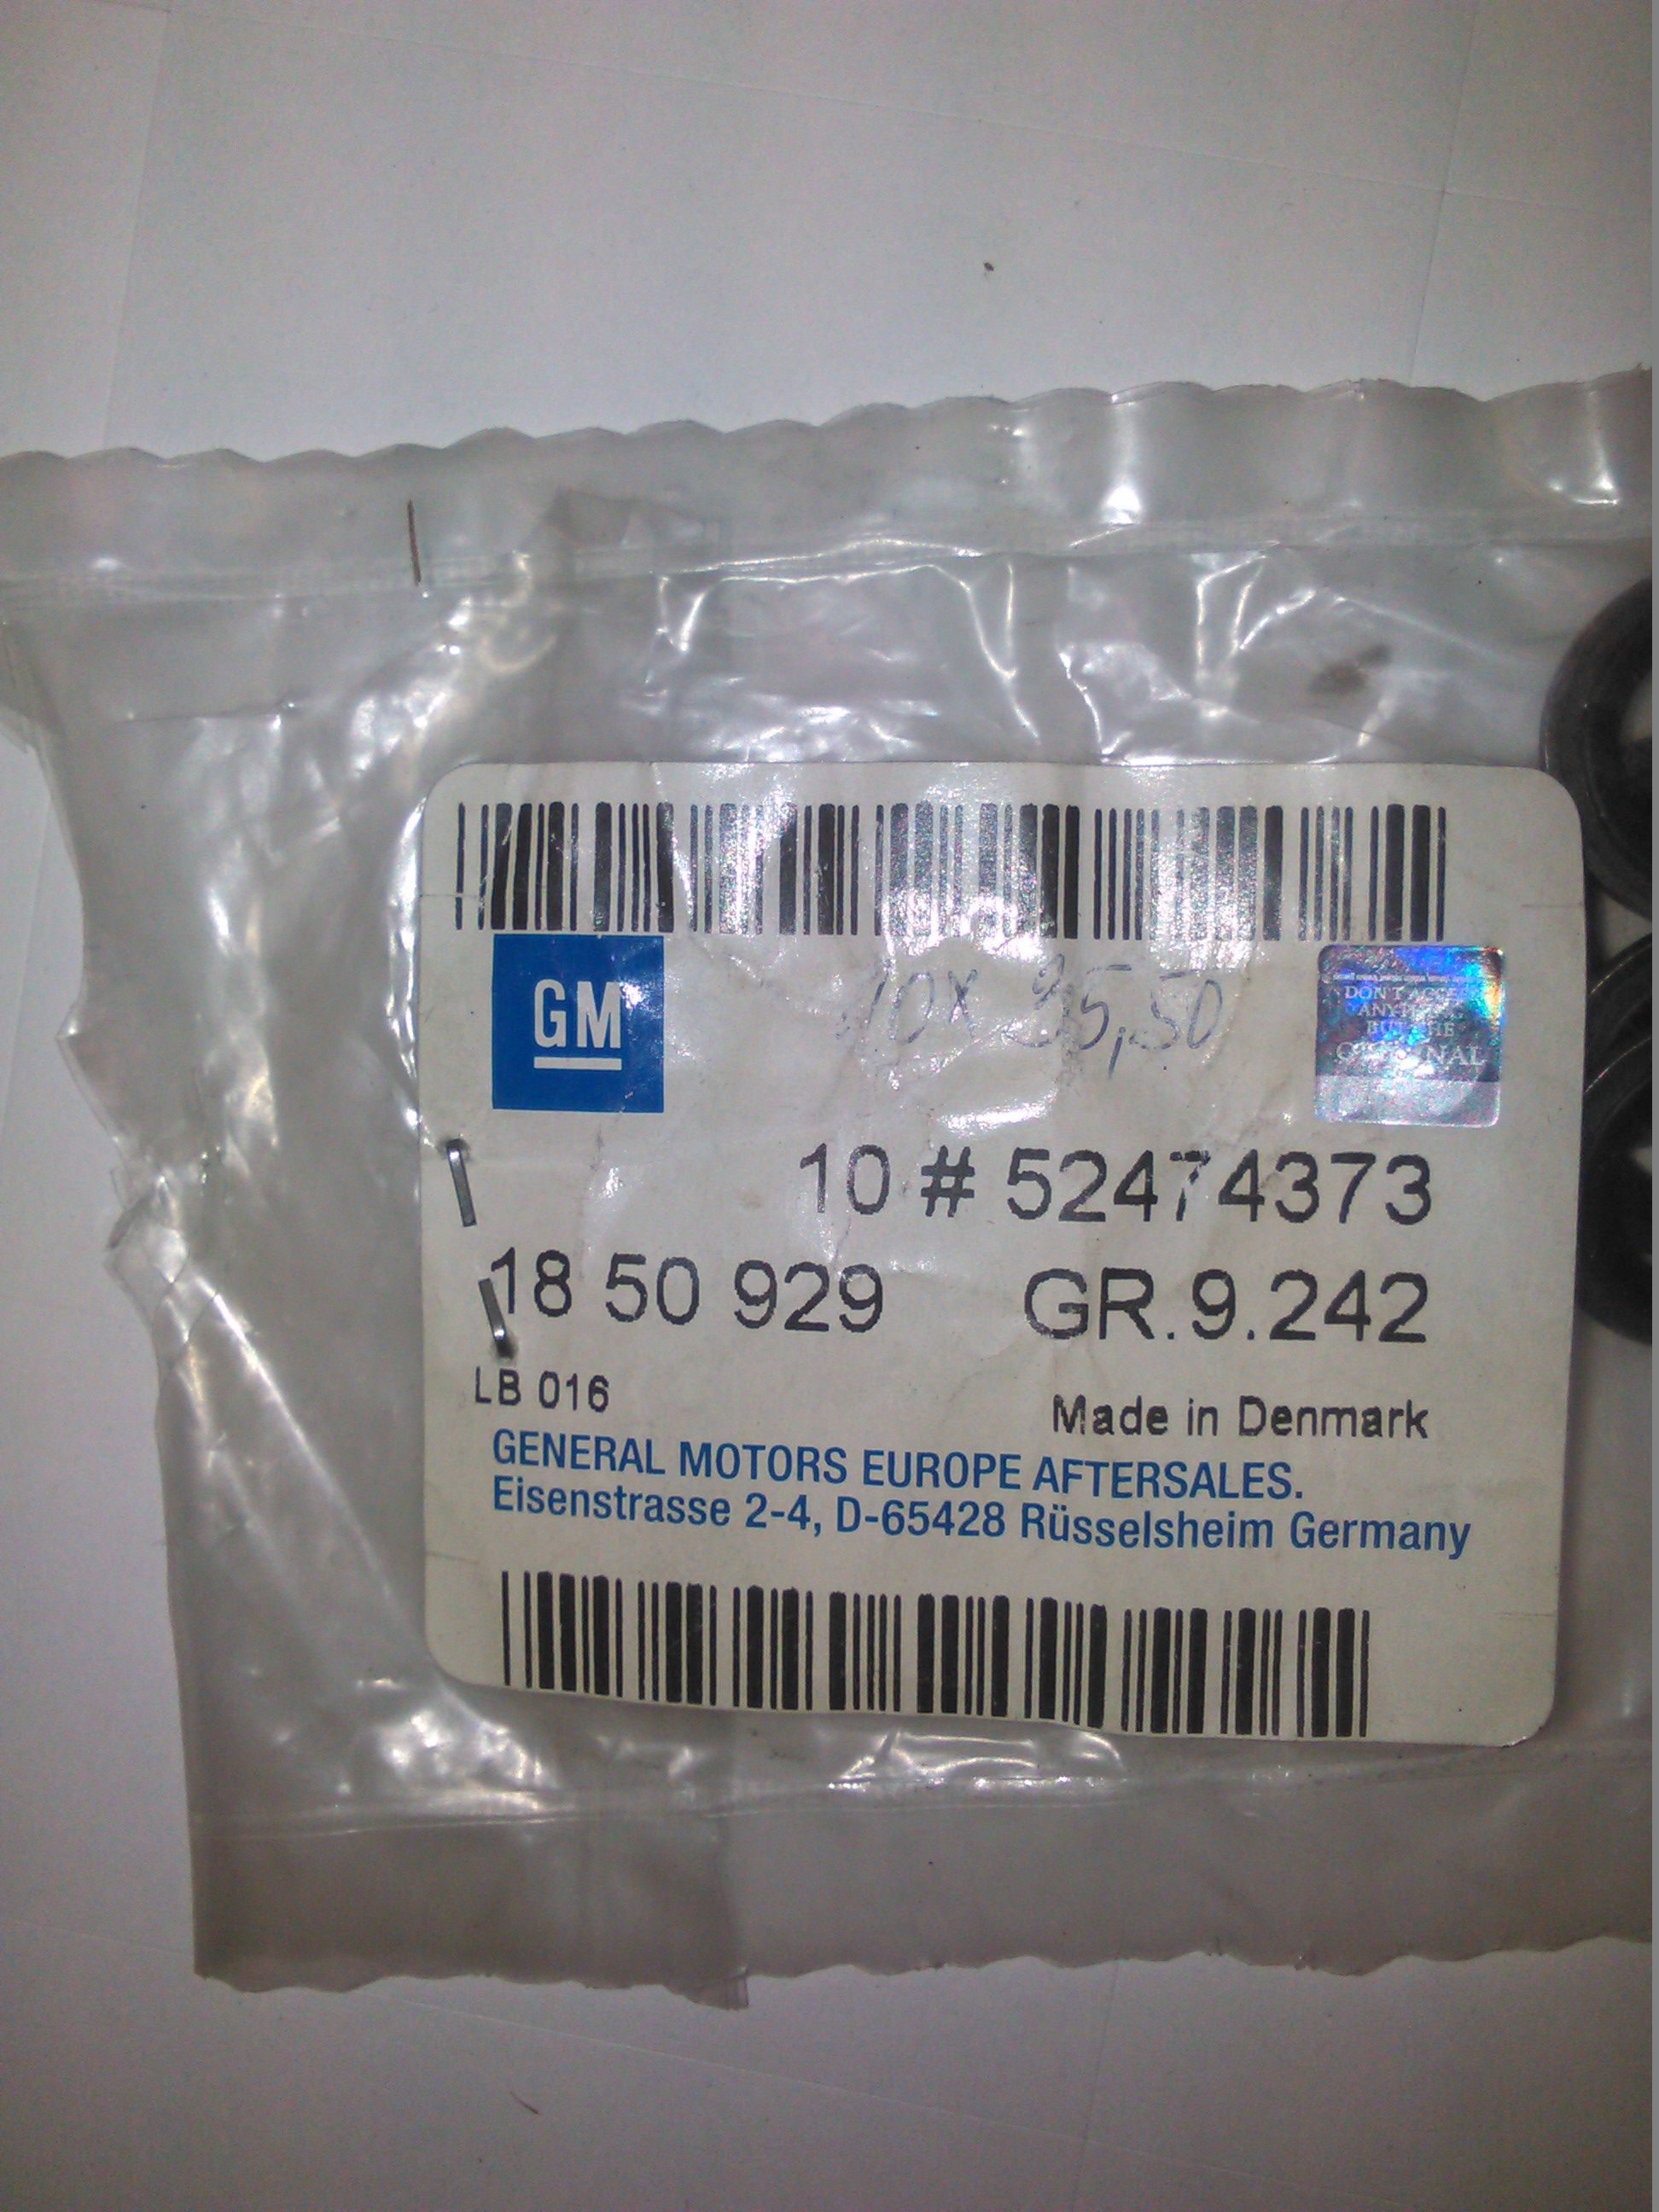 GM
10x 35,50
DON'T ACCEPT
ANYTHING
BUT THE
ORIGINAL
10 # 52474373
18 50 929 GR.9.242
LB 016
Made in Denmark
GENERAL MOTORS EUROPE AFTERSALES.
Eisenstrasse 2-4, D-65428 Rüsselsheim Germany